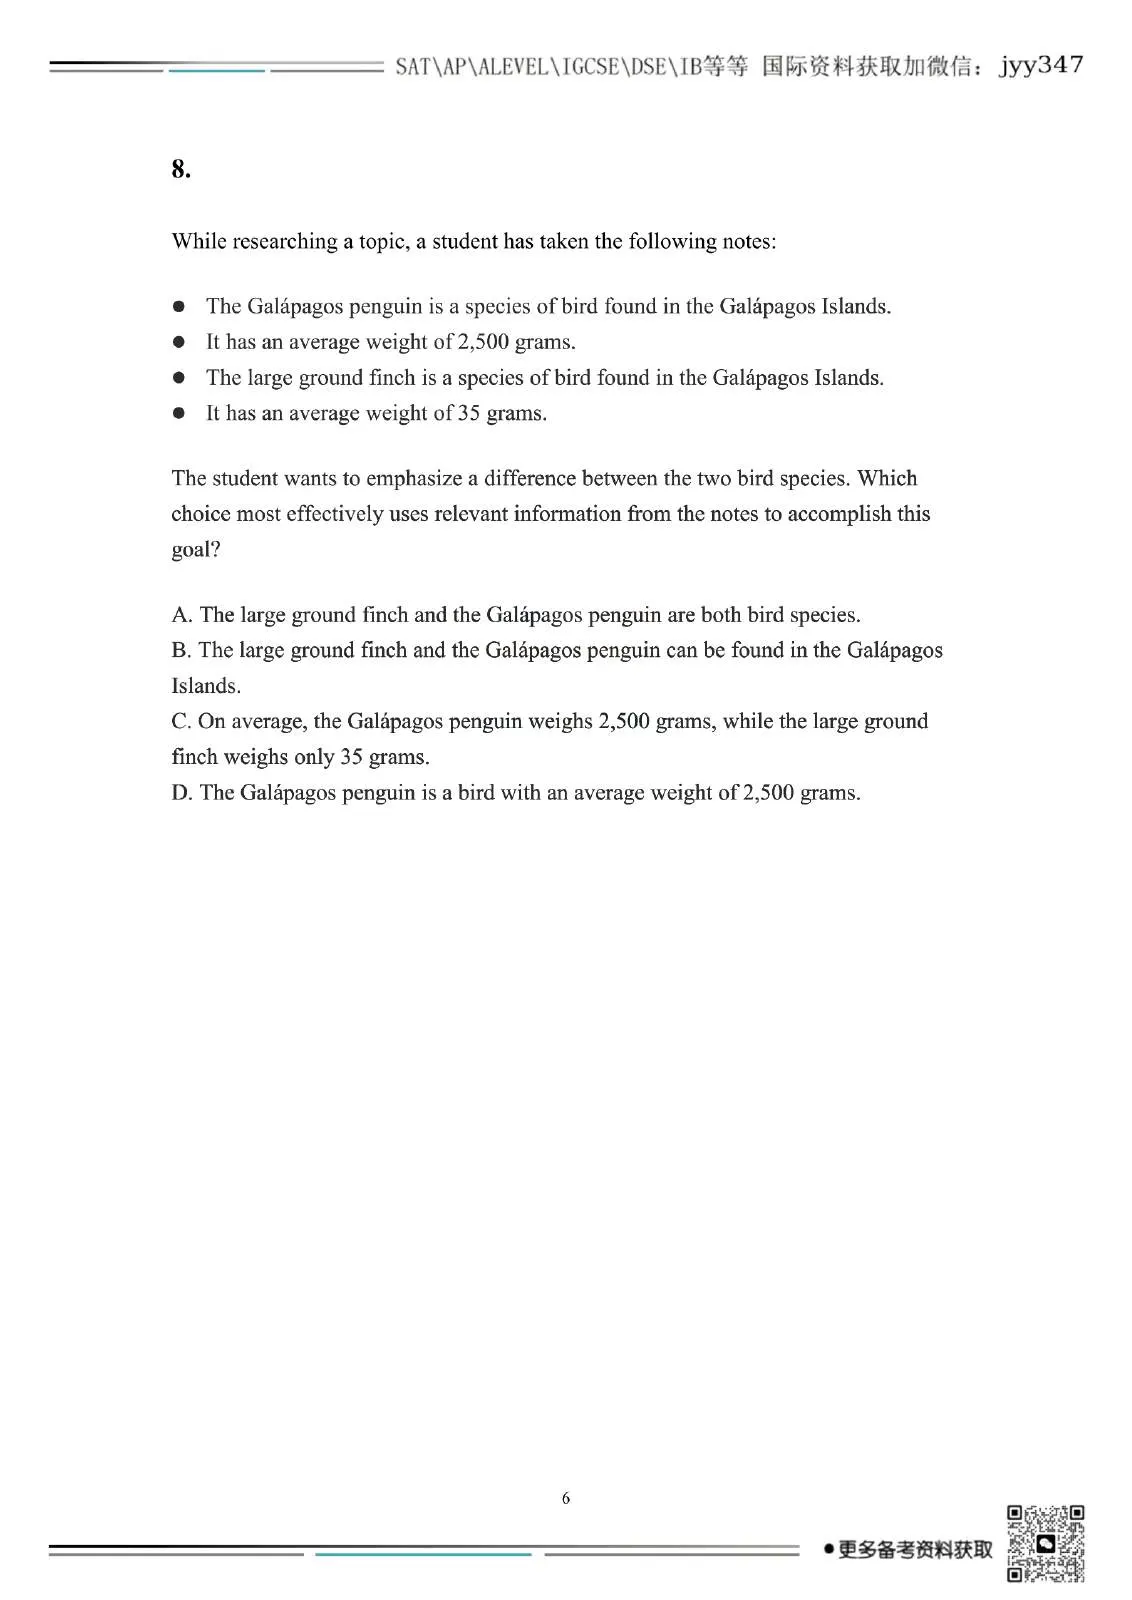 SAT\AP\ALEVEL\IGCSE\DSE\IB等等 国际资料获取加微信: jyy347
8.
While researching a topic, a student has taken the following notes:
● The Galápagos penguin is a species of bird found in the Galápagos Islands.
● It has an average weight of 2,500 grams.
● The large ground finch is a species of bird found in the Galápagos Islands.
● It has an average weight of 35 grams.
The student wants to emphasize a difference between the two bird species. Which
choice most effectively uses relevant information from the notes to accomplish this
goal?
A. The large ground finch and the Galápagos penguin are both bird species.
B. The large ground finch and the Galápagos penguin can be found in the Galápagos
Islands.
C. On average, the Galápagos penguin weighs 2,500 grams, while the large ground
finch weighs only 35 grams.
D. The Galápagos penguin is a bird with an average weight of 2,500 grams.
6
●更多备考资料获取